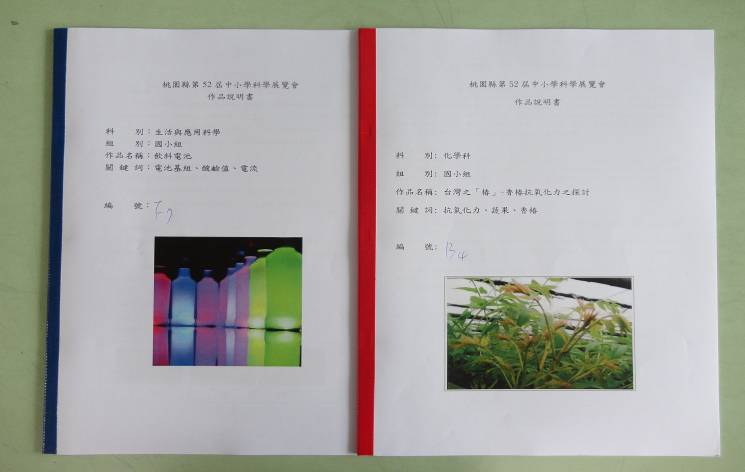 桃園縣第 52 屆中小學科學展覽會
作品說明書
科 別：生活與應用科學
組 別：國小組
作品名稱：飲料電池
關 鍵 詞：電池基組、酸鹼值、電流
編 號：F7
桃園縣第 52 屆中小學科學展覽會
作品說明書
科 別：化學科
組 別：國小組
作品名稱：台灣之「椿」-香椿抗氧化力之探討
關 鍵 詞：抗氧化力、蔬果、香椿
編 號：B4